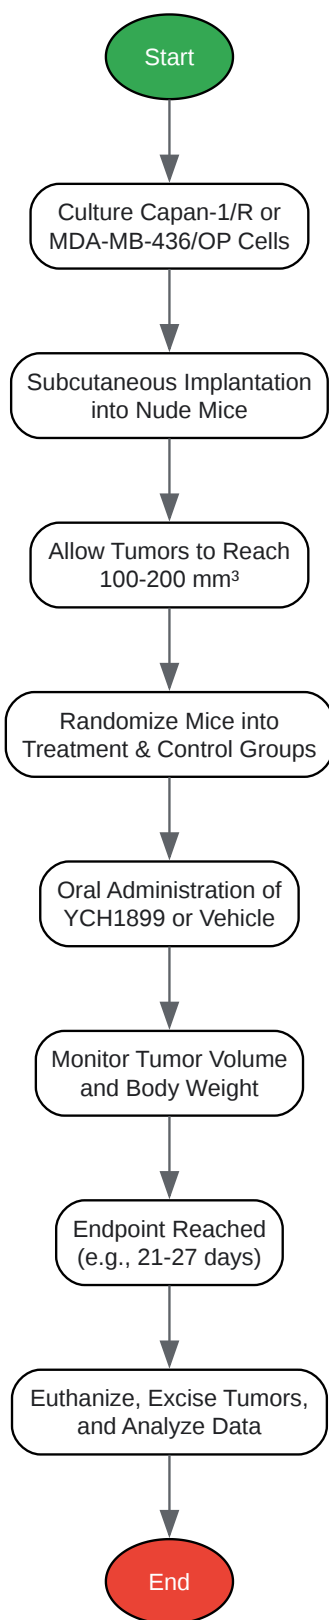 Start
Culture Capan-1/R or
MDA-MB-436/OP Cells
Subcutaneous Implantation
into Nude Mice
Allow Tumors to Reach
100-200 mm³
Randomize Mice into
Treatment & Control Groups
Oral Administration of
YCH1899 or Vehicle
Monitor Tumor Volume
and Body Weight
Endpoint Reached
(e.g., 21-27 days)
Euthanize, Excise Tumors,
and Analyze Data
End